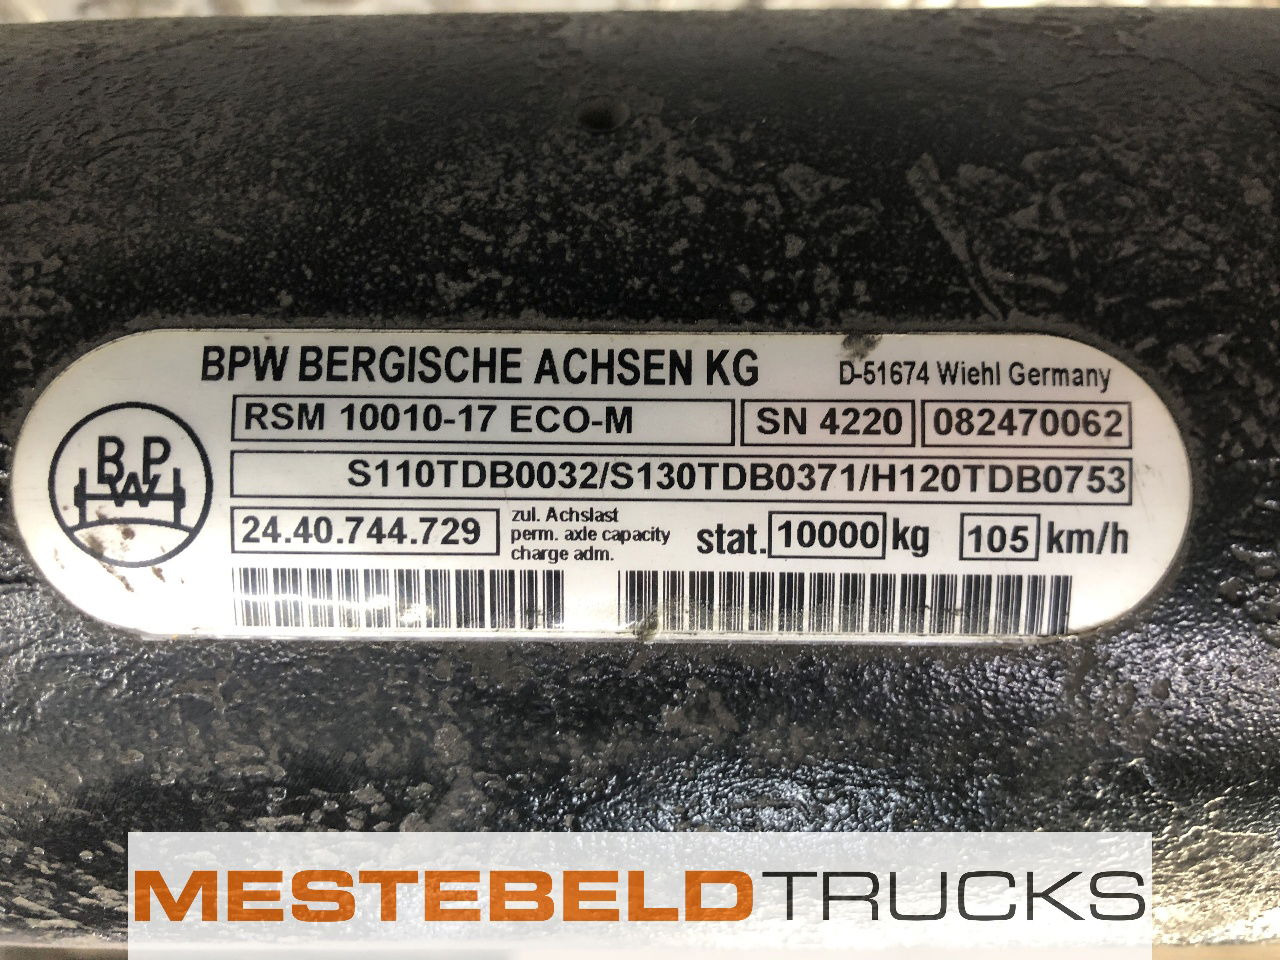 BPW BERGISCHE ACHSEN KG D-51674 Wiehl Germany
RSM 10010-17 ECO-M SN 4220 082470062
BPW
S110TDB0032/S130TDB0371/H120TDB0753
24.40.744.729 zul. Achslast perm. axle capacity charge adm. stat. 10000 kg 105 km/h
MESTEBELDTRUCKS